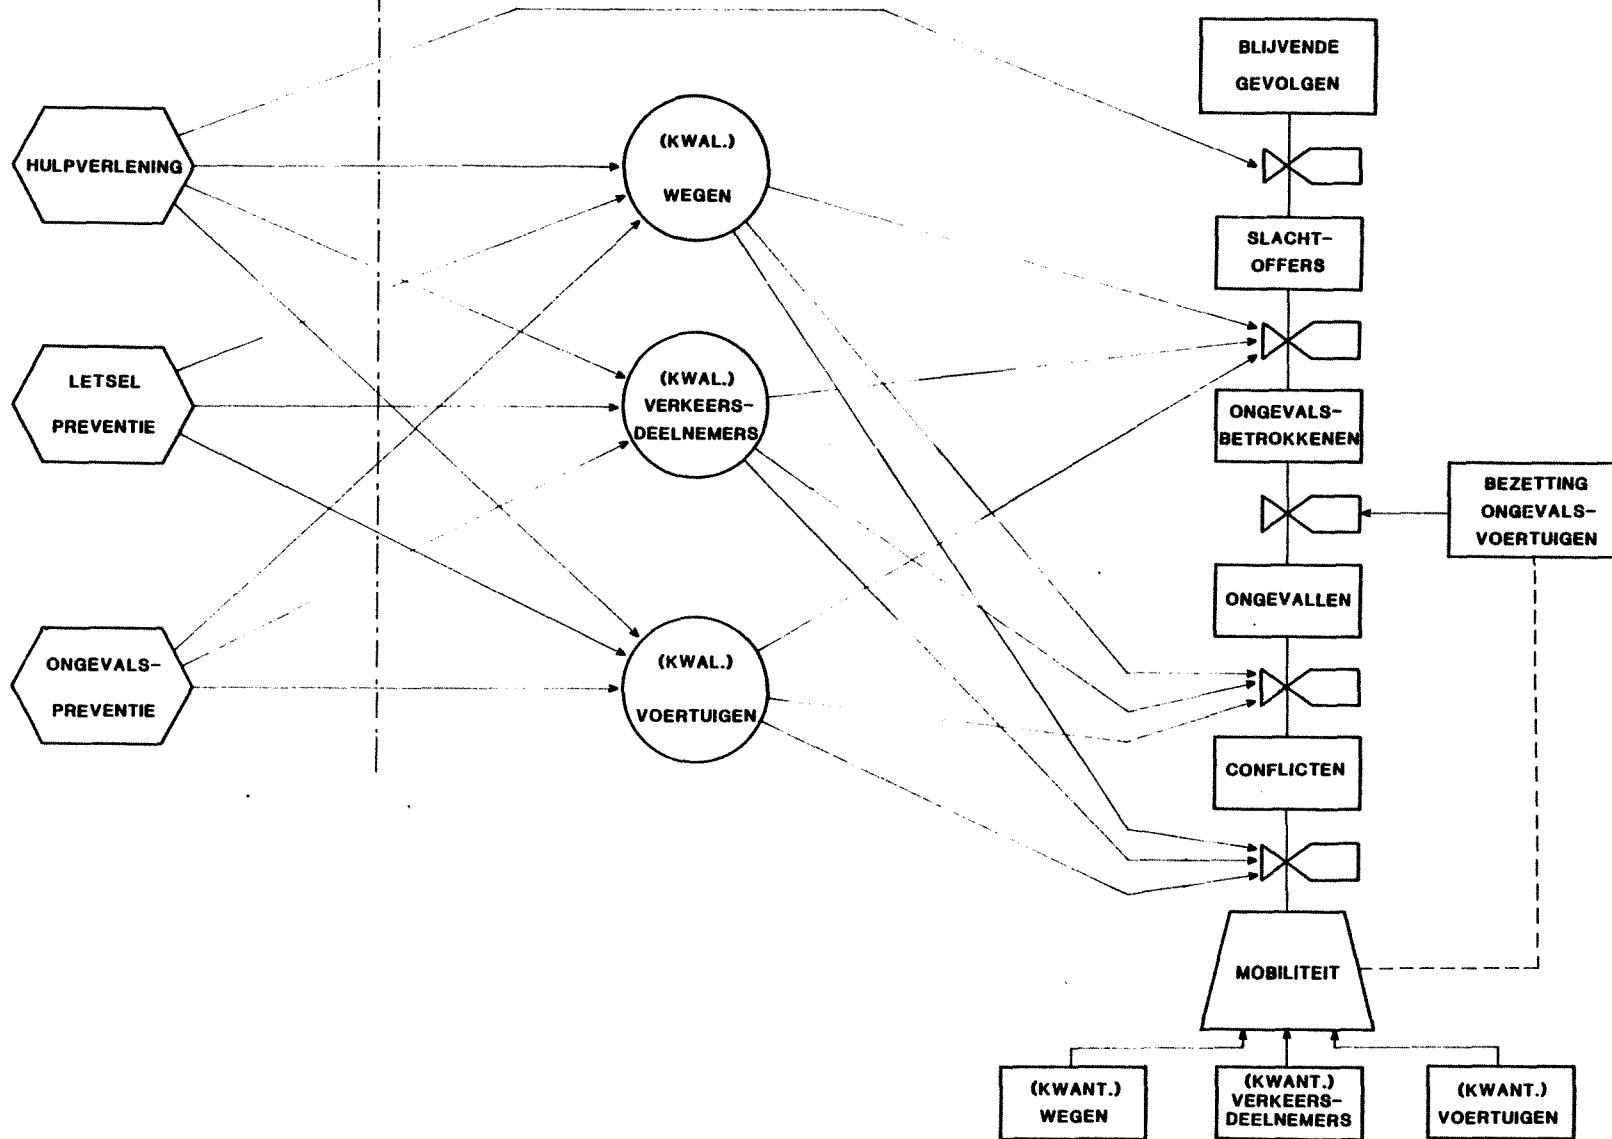 HULPVERLENING
LETSEL
PREVENTIE
ONGEVALS-
PREVENTIE
(KWAL.)
WEGEN
(KWAL.)
VERKEERS-
DEELNEMERS
(KWAL.)
VOERTUIGEN
BLIJVENDE
GEVOLGEN
SLACHT-
OFFERS
ONGEVALS-
BETROKKENEN
BEZETTING
ONGEVALS-
VOERTUIGEN
ONGEVALLEN
CONFLICTEN
MOBILITEIT
(KWANT.)
WEGEN
(KWANT.)
VERKEERS-
DEELNEMERS
(KWANT.)
VOERTUIGEN